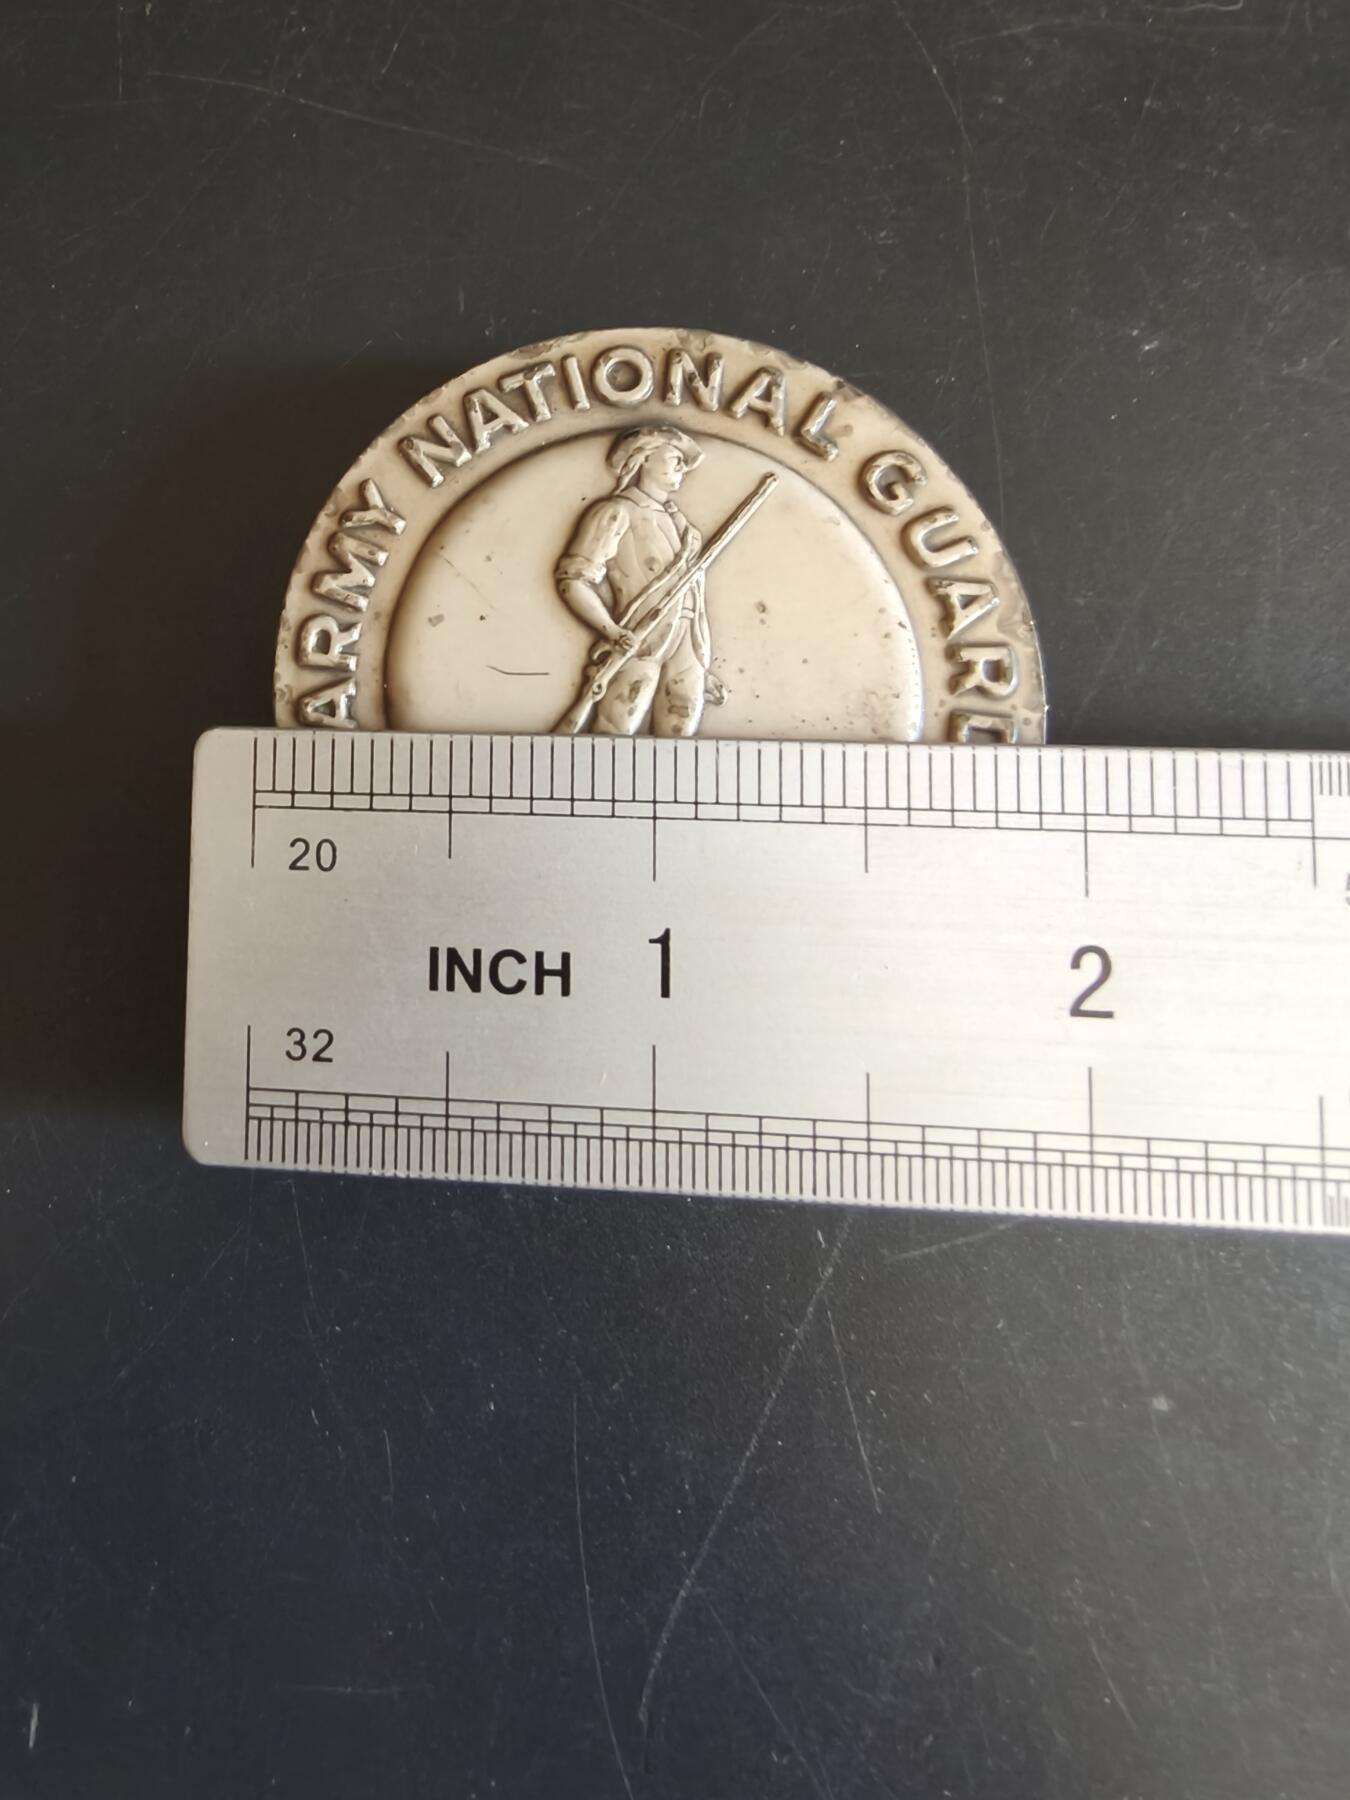 ARMY NATIONAL GUARD
20
INCH 1 2
32